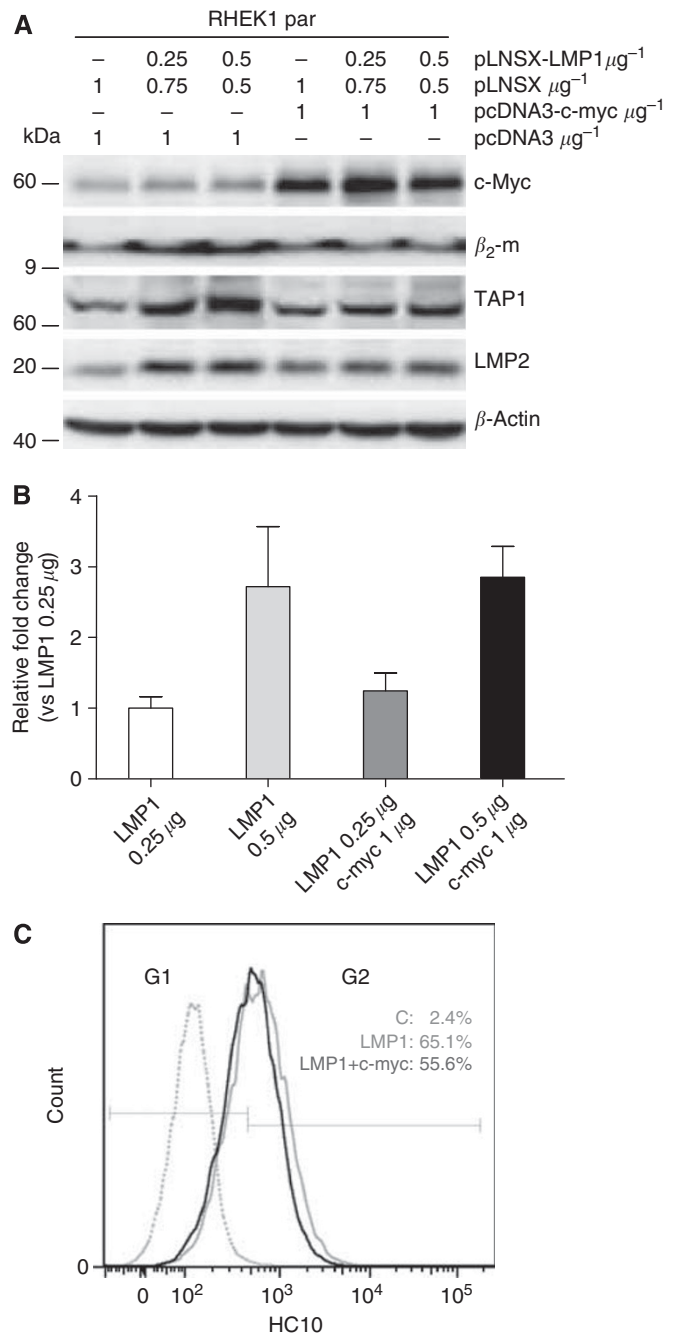 A
RHEK1 par
– 0.25 0.5 – 0.25 0.5 pLNSX-LMP1μg⁻¹
1 0.75 0.5 1 0.75 0.5 pLNSX μg⁻¹
– – – 1 1 1 pcDNA3-c-myc μg⁻¹
kDa 1 1 1 – – – pcDNA3 μg⁻¹
60 c-Myc
β₂-m
9
TAP1
60
20 LMP2
β-Actin
40
B
Relative fold change
(vs LMP1 0.25 μg)
4
3
2
1
0
LMP1
0.25 μg
LMP1
0.5 μg
LMP1 0.25 μg
c-myc 1 μg
LMP1 0.5 μg
c-myc 1 μg
C
G1 G2
C: 2.4%
LMP1: 65.1%
LMP1+c-myc: 55.6%
Count
0
0 10² 10³ 10⁴ 10⁵
HC10